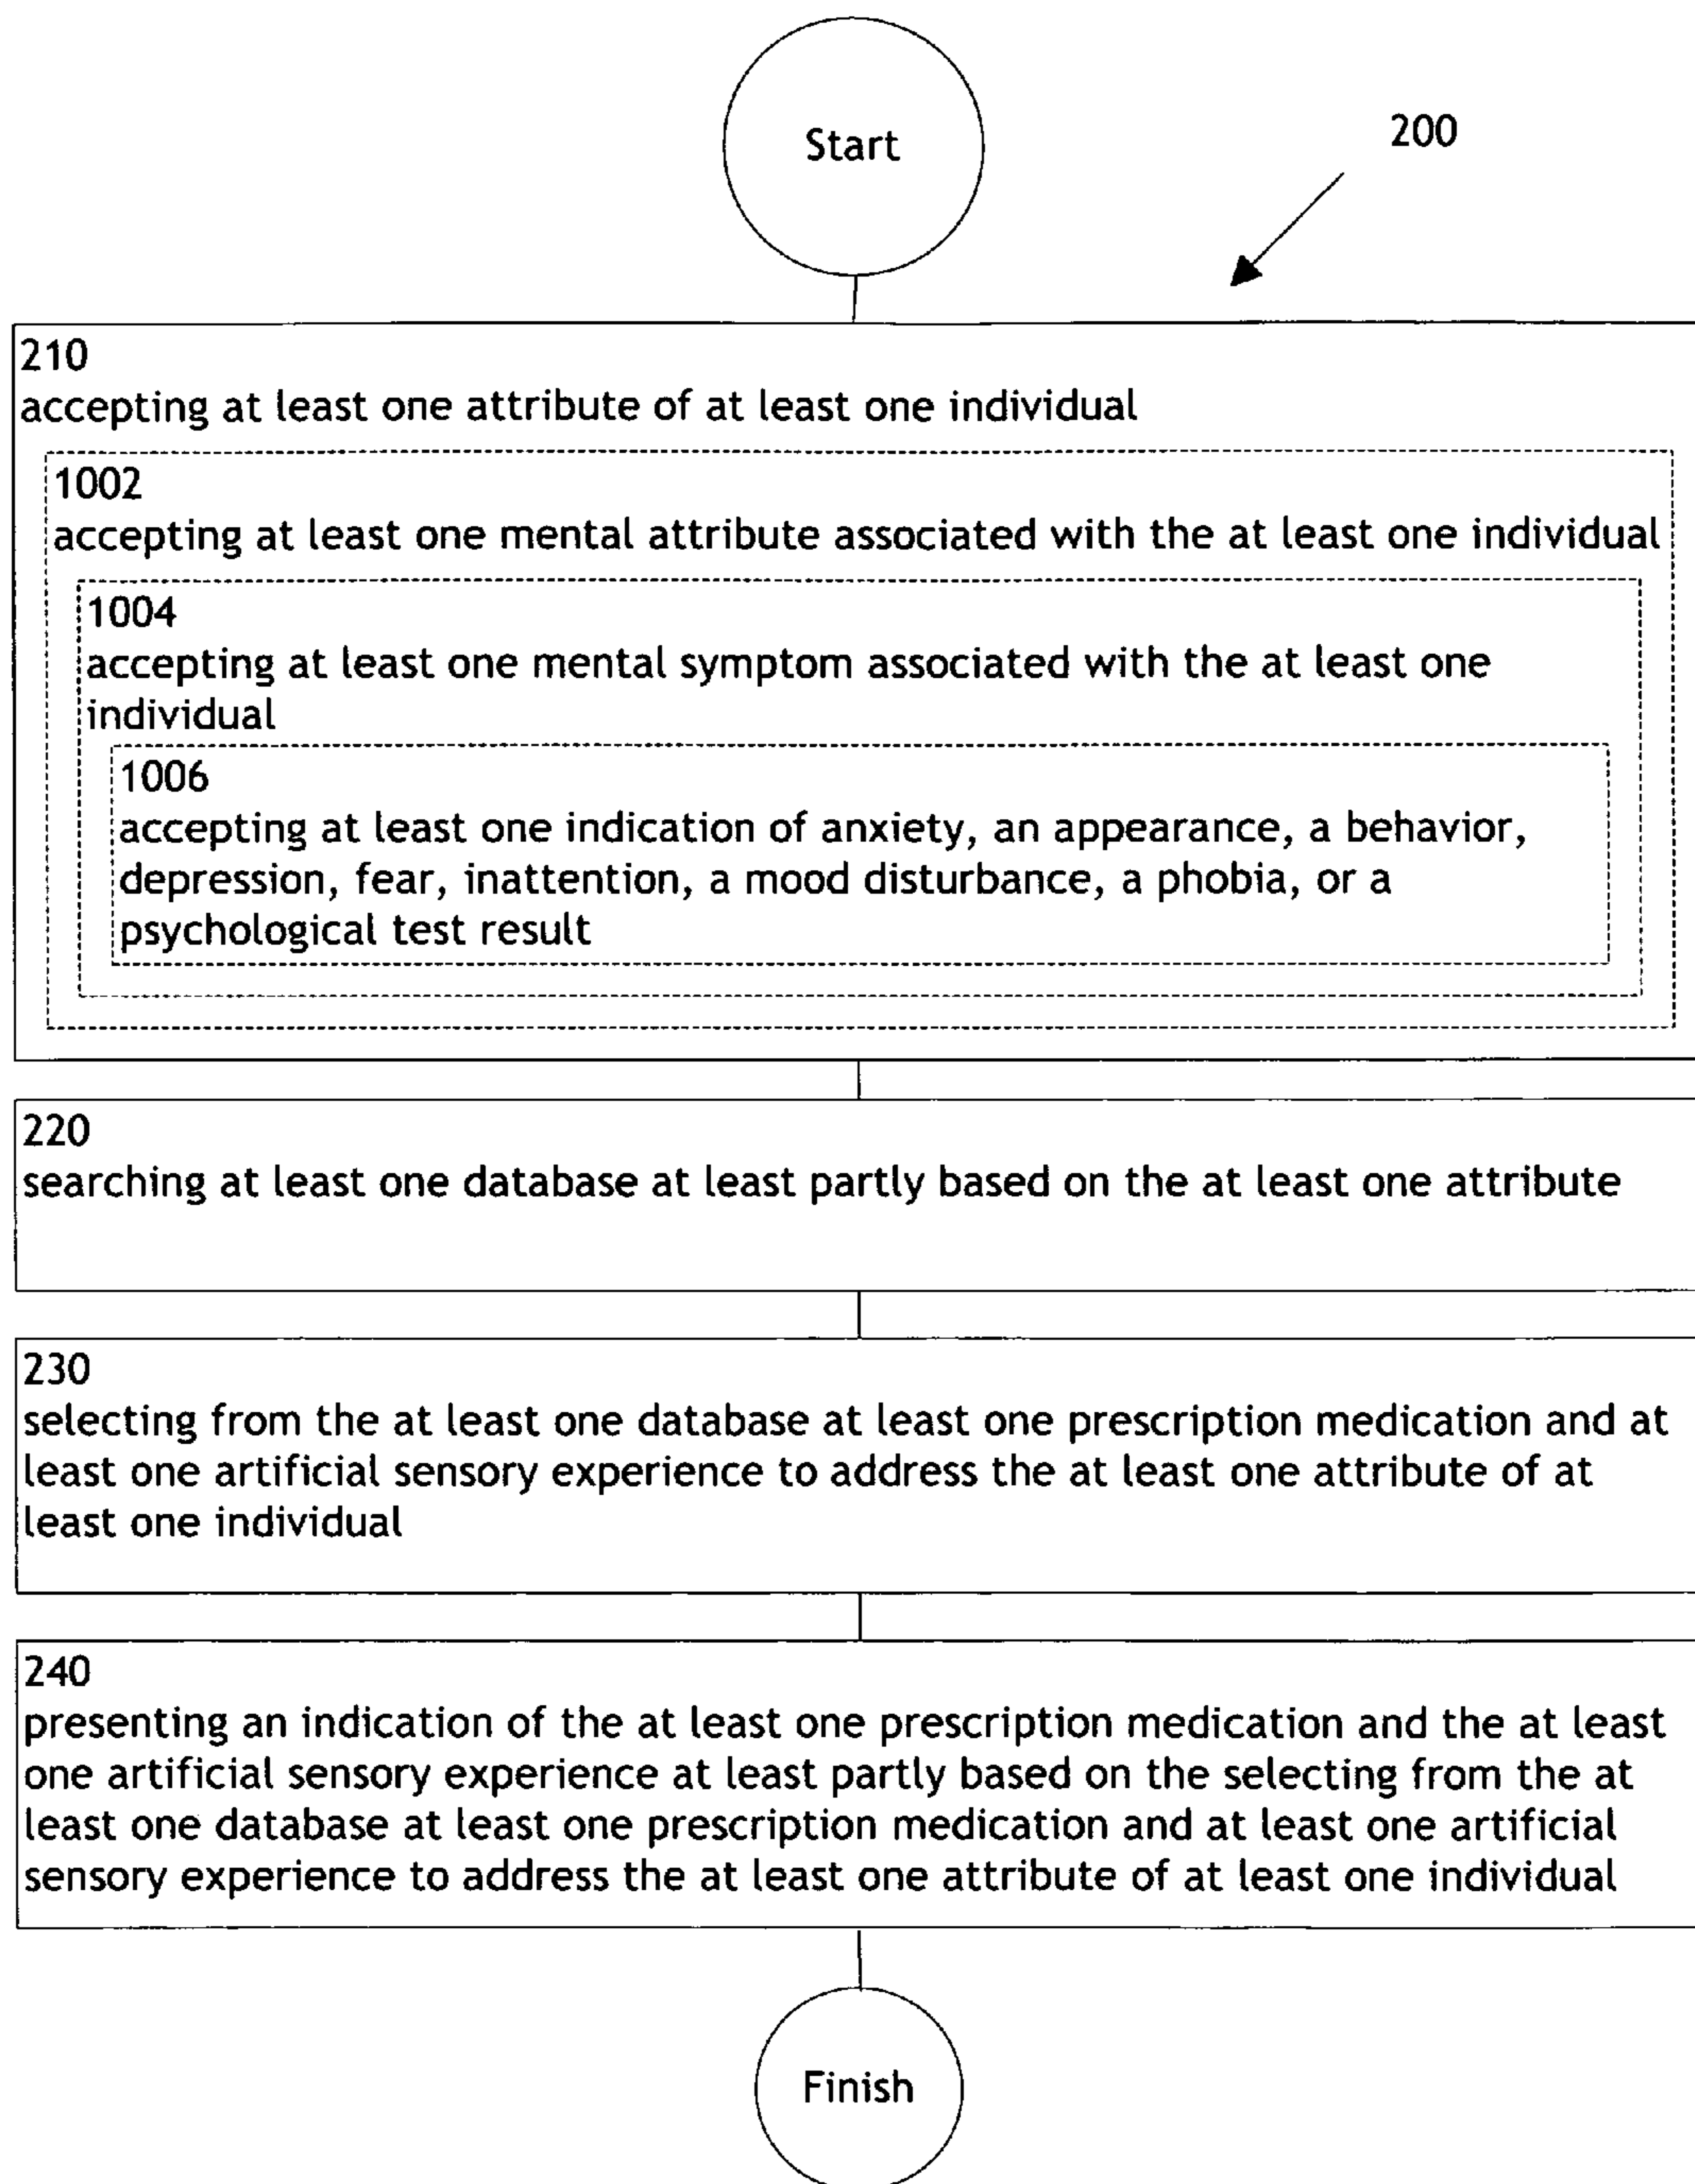 Start
200
210
accepting at least one attribute of at least one individual
1002
accepting at least one mental attribute associated with the at least one individual
1004
accepting at least one mental symptom associated with the at least one
individual
1006
accepting at least one indication of anxiety, an appearance, a behavior,
depression, fear, inattention, a mood disturbance, a phobia, or a
psychological test result
220
searching at least one database at least partly based on the at least one attribute
230
selecting from the at least one database at least one prescription medication and at
least one artificial sensory experience to address the at least one attribute of at
least one individual
240
presenting an indication of the at least one prescription medication and the at least
one artificial sensory experience at least partly based on the selecting from the at
least one database at least one prescription medication and at least one artificial
sensory experience to address the at least one attribute of at least one individual
Finish